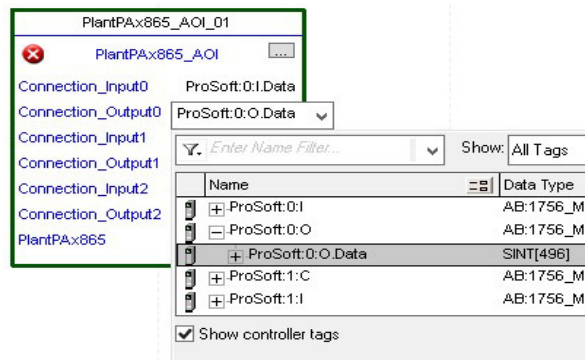 PlantPAx865_AOI_01
PlantPAx865_AOI ...
Connection_Input0 ProSoft:0:I.Data
Connection_Output0 ProSoft:0:O.Data
Connection_Input1
Connection_Output1
Connection_Input2
Connection_Output2
PlantPAx865
Enter Name Filter... Show: All Tags
Name Data Type
ProSoft:0:I AB:1756_M
ProSoft:0:O AB:1756_M
ProSoft:0:O.Data SINT[496]
ProSoft:1:C AB:1756_M
ProSoft:1:I AB:1756_M
Show controller tags